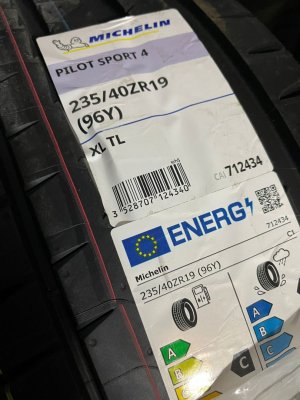 MICHELIN
PILOT SPORT 4
235/40ZR19
(96Y)
XL TL
CAI 712434
3 528707 124340
ENERG
712434
Michelin
235/40ZR19 (96Y)
C1
A
B
C
A
B
C